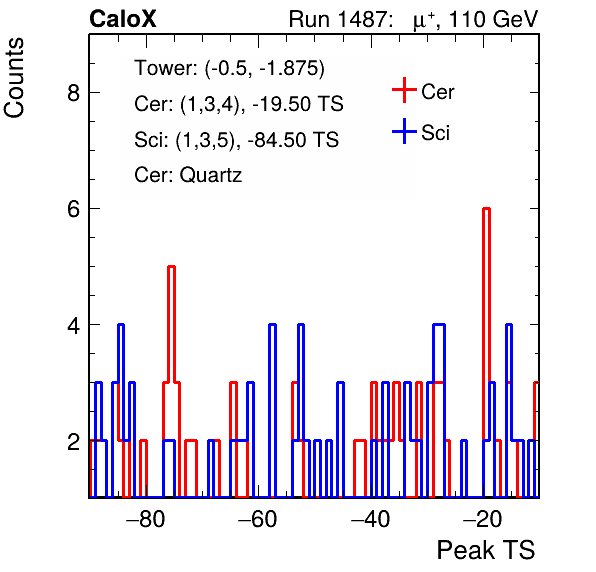 CaloX Run 1487: μ⁺, 110 GeV
Counts
Tower: (-0.5, -1.875)
Cer: (1,3,4), -19.50 TS
Sci: (1,3,5), -84.50 TS
Cer: Quartz
Cer
Sci
8
6
4
2
−80 −60 −40 −20
Peak TS